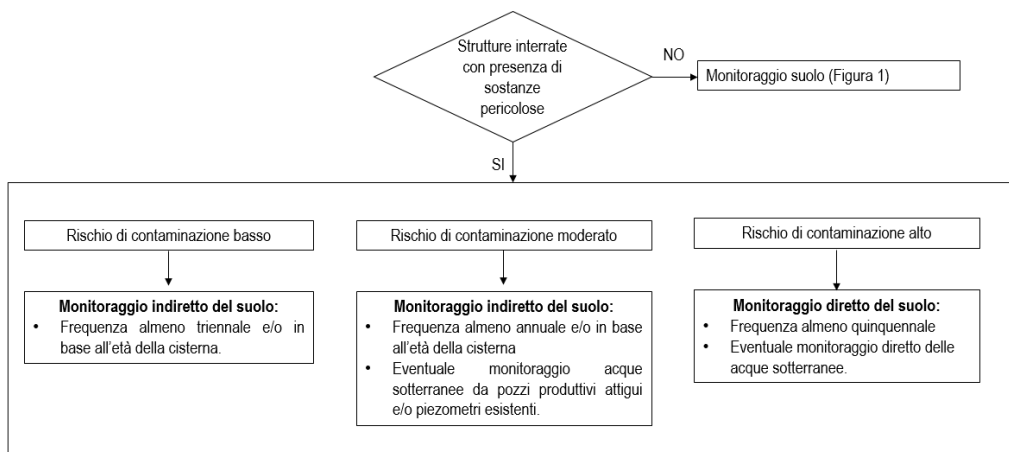 Strutture interrate
con presenza di
sostanze
pericolose
NO
Monitoraggio suolo (Figura 1)
SI
Rischio di contaminazione basso
Monitoraggio indiretto del suolo:
• Frequenza almeno triennale e/o in
base all'età della cisterna.
Rischio di contaminazione moderato
Monitoraggio indiretto del suolo:
• Frequenza almeno annuale e/o in base
all'età della cisterna
• Eventuale monitoraggio acque
sotterranee da pozzi produttivi attigui
e/o piezometri esistenti.
Rischio di contaminazione alto
Monitoraggio diretto del suolo:
• Frequenza almeno quinquennale
• Eventuale monitoraggio diretto delle
acque sotterranee.